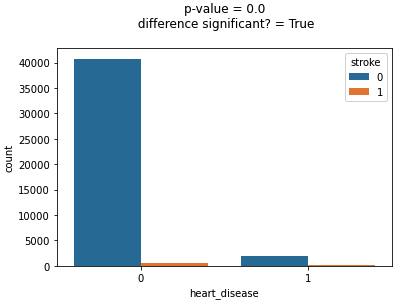 p-value = 0.0
difference significant? = True
stroke
0
1
40000
35000
30000
25000
20000
15000
10000
5000
0
count
0 1
heart_disease